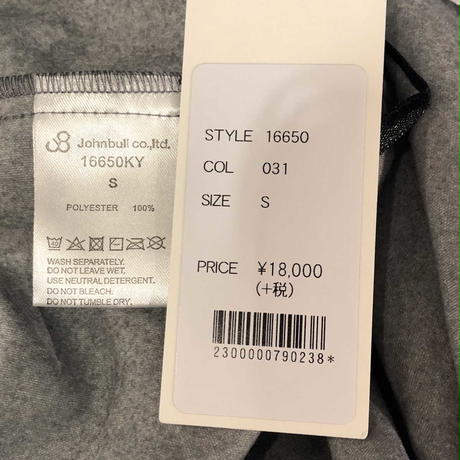 Johnbull co.,ltd.
16650KY
S
POLYESTER 100%
WASH SEPARATELY.
DO NOT LEAVE WET.
USE NEUTRAL DETERGENT.
DO NOT BLEACH.
DO NOT TUMBLE DRY.
STYLE 16650
COL 031
SIZE S
PRICE ¥18,000
(+税)
2300000790238*